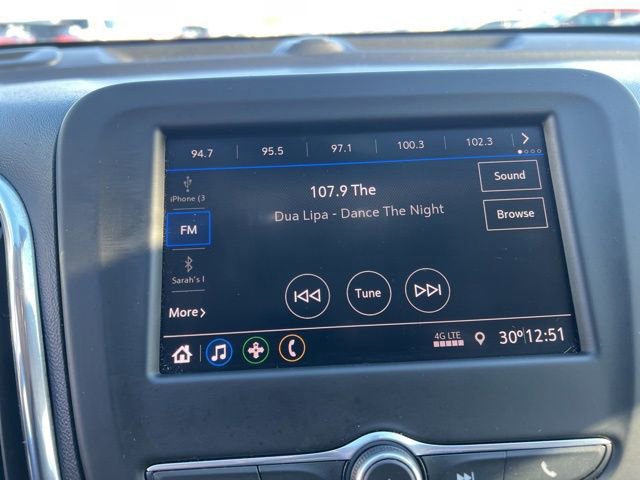 94.7 95.5 97.1 100.3 102.3
iPhone (3
107.9 The
Sound
Dua Lipa - Dance The Night
Browse
FM
Sarah's I
Tune
More
4G LTE 30° 12:51